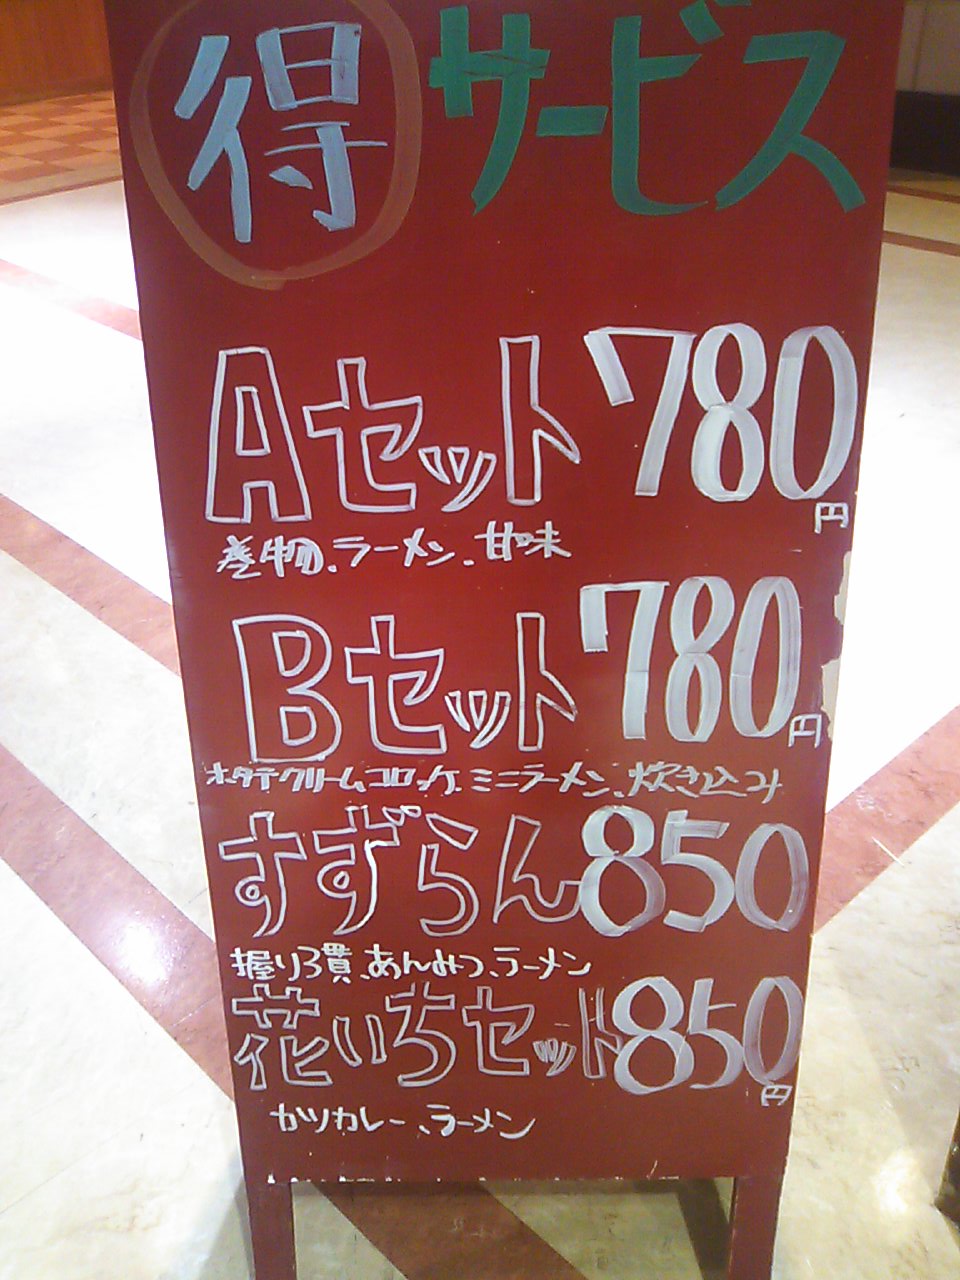 得 サービス
Aセット 780円
巻物、ラーメン、甘味
Bセット 780円
ホタテクリームコロッケ、ミニラーメン、炊き込み
すずらん 850
握り3貫、あんみつ、ラーメン
花いちセット 850円
カツカレー、ラーメン